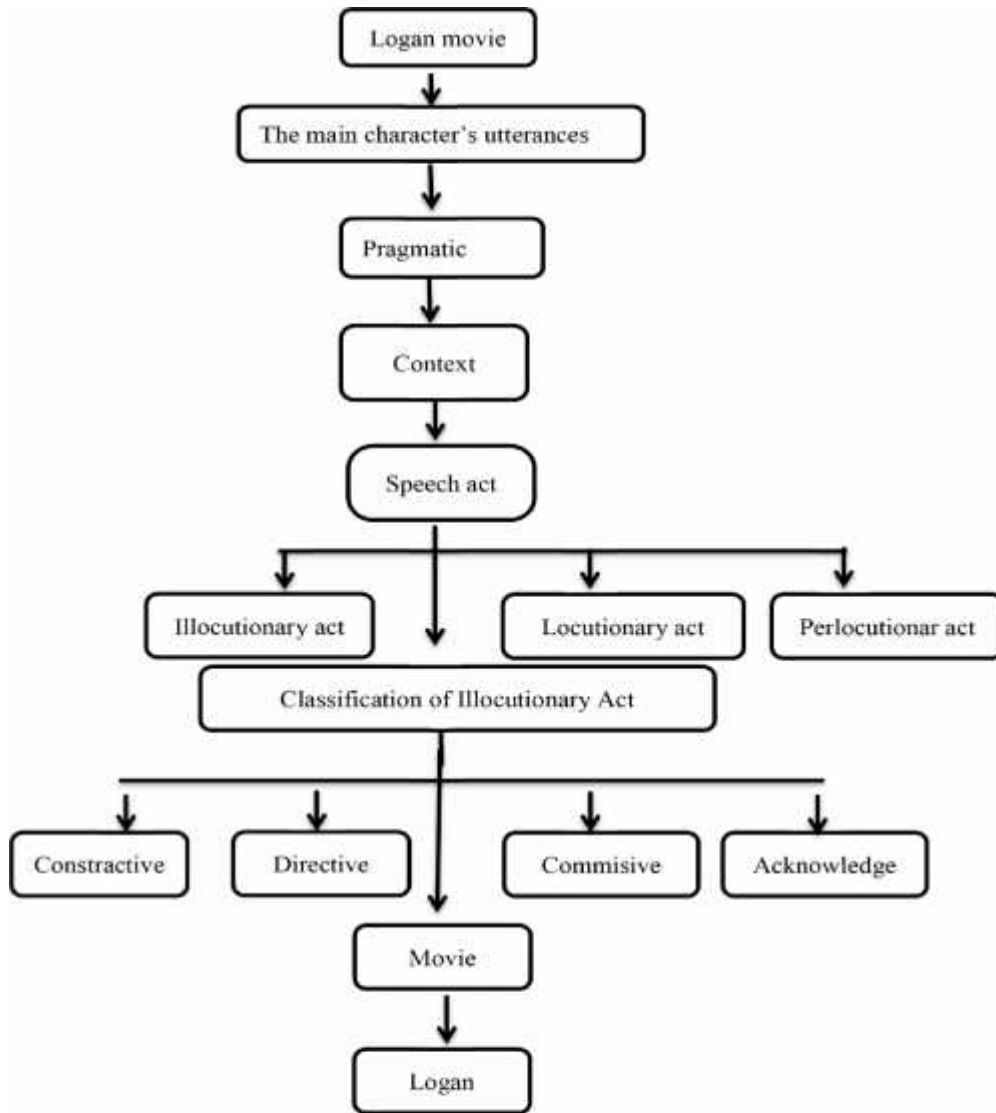 Logan movie
The main character's utterances
Pragmatic
Context
Speech act
Illocutionary act
Locutionary act
Perlocutionar act
Classification of Illocutionary Act
Constractive
Directive
Commisive
Acknowledge
Movie
Logan